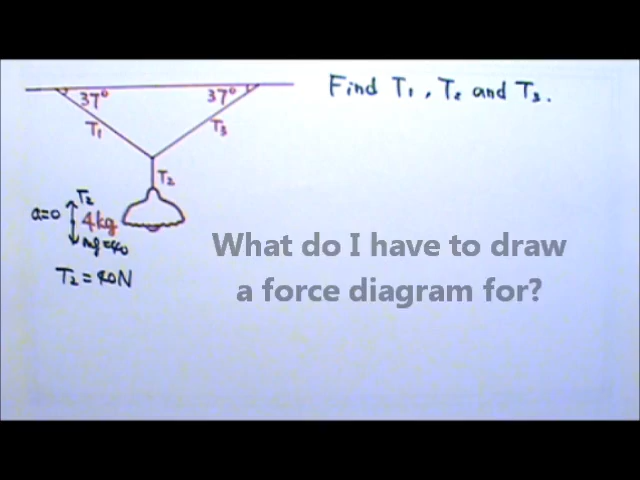 Find T₁, T₂ and T₃.
37° 37°
T₁ T₃
T₂
T₂
a=0 4kg
mg=40
T₂ = 40N
What do I have to draw
a force diagram for?